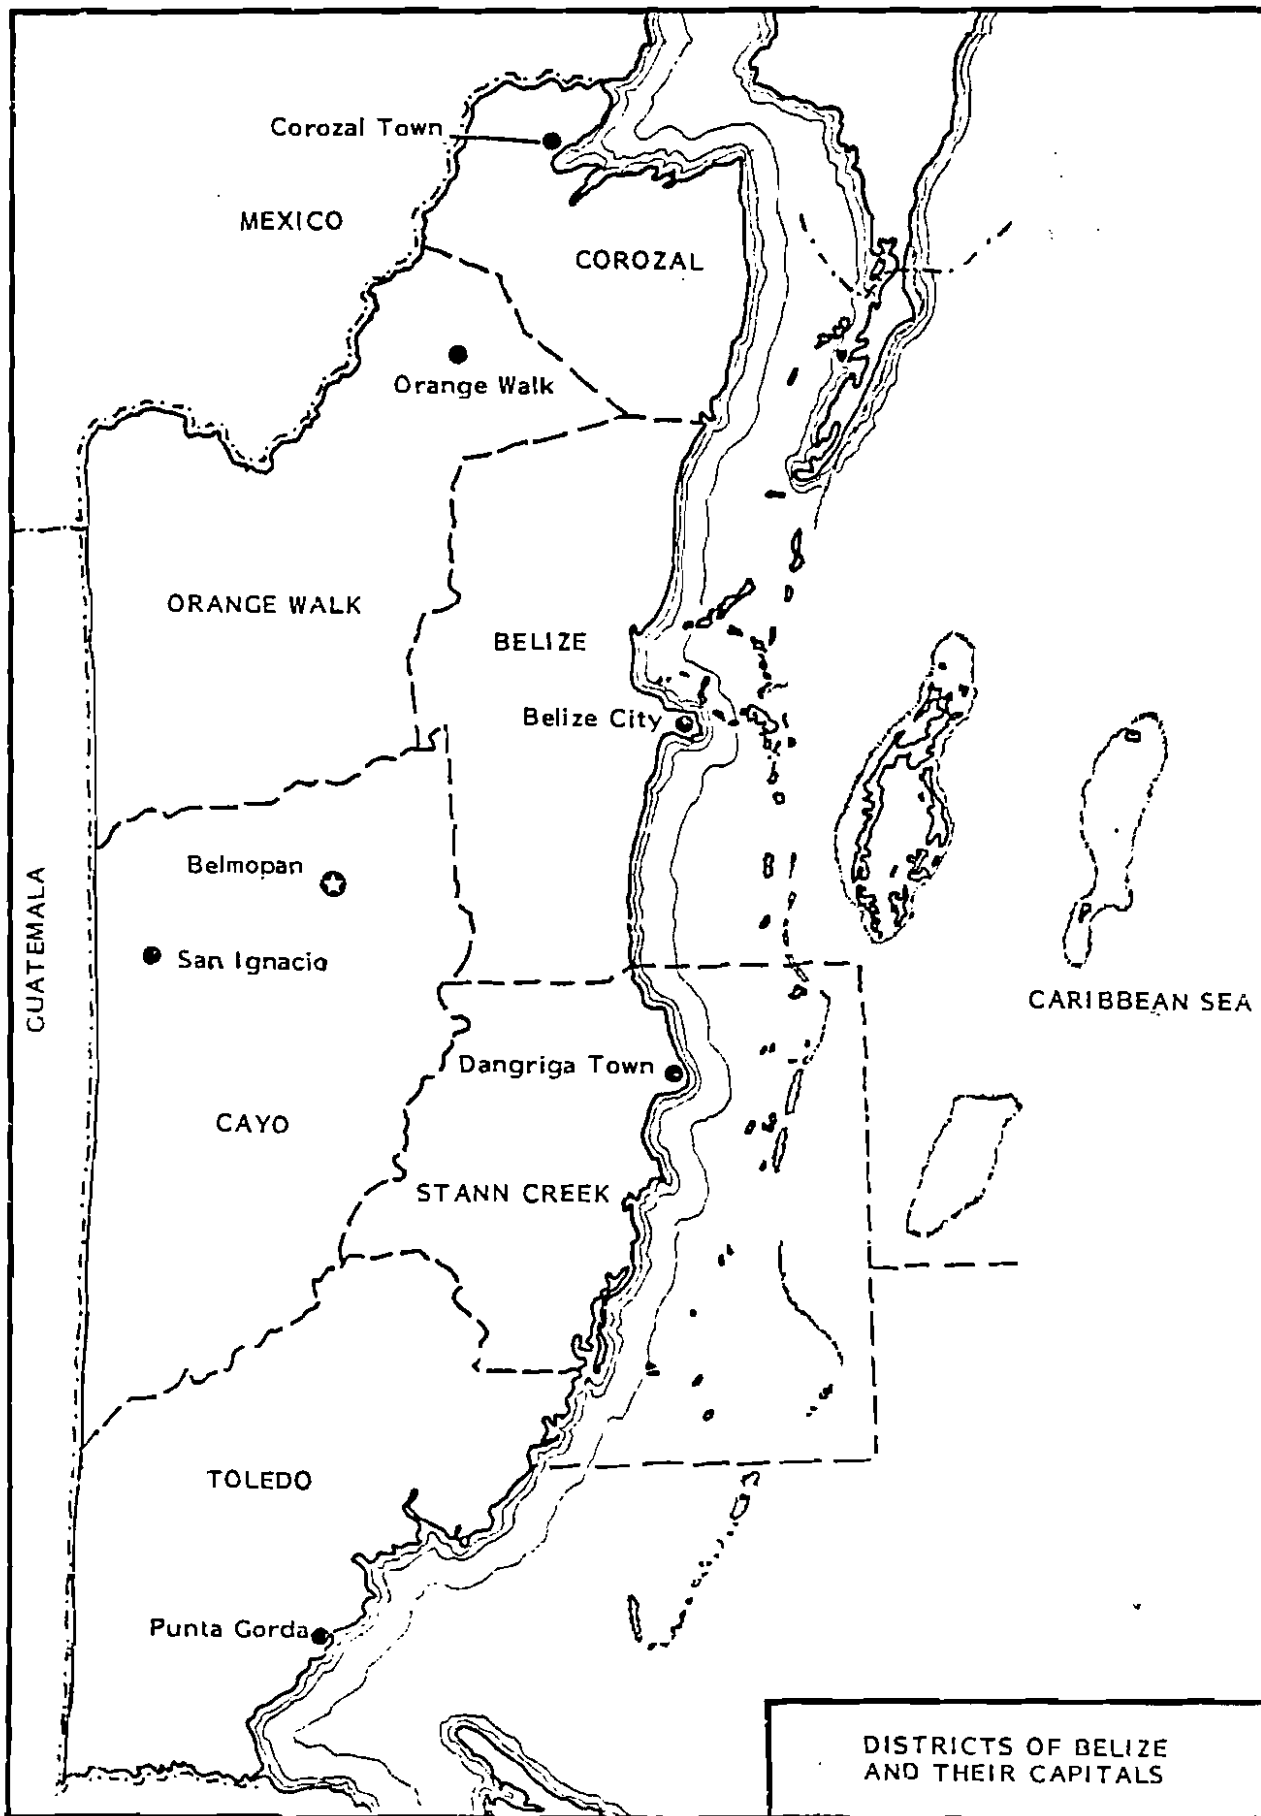 Corozal Town
MEXICO
COROZAL
Orange Walk
ORANGE WALK
BELIZE
Belize City
Belmopan
GUATEMALA
San Ignacio
CARIBBEAN SEA
Dangriga Town
CAYO
STANN CREEK
TOLEDO
Punta Gorda
DISTRICTS OF BELIZE
AND THEIR CAPITALS